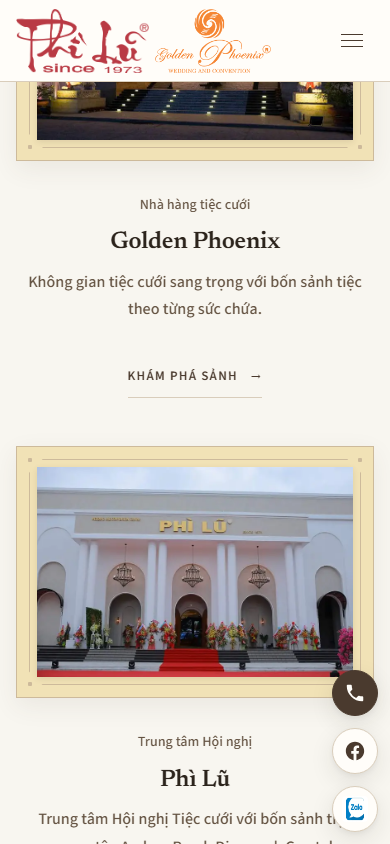 Phì Lũ®
since 1973
Golden Phoenix®
WEDDING AND CONVENTION
Nhà hàng tiệc cưới
Golden Phoenix
Không gian tiệc cưới sang trọng với bốn sảnh tiệc
theo từng sức chứa.
KHÁM PHÁ SẢNH →
PHÌ LŨ
Trung tâm Hội nghị
Phì Lũ
Zalo
Trung tâm Hội nghị Tiệc cưới với bốn sảnh